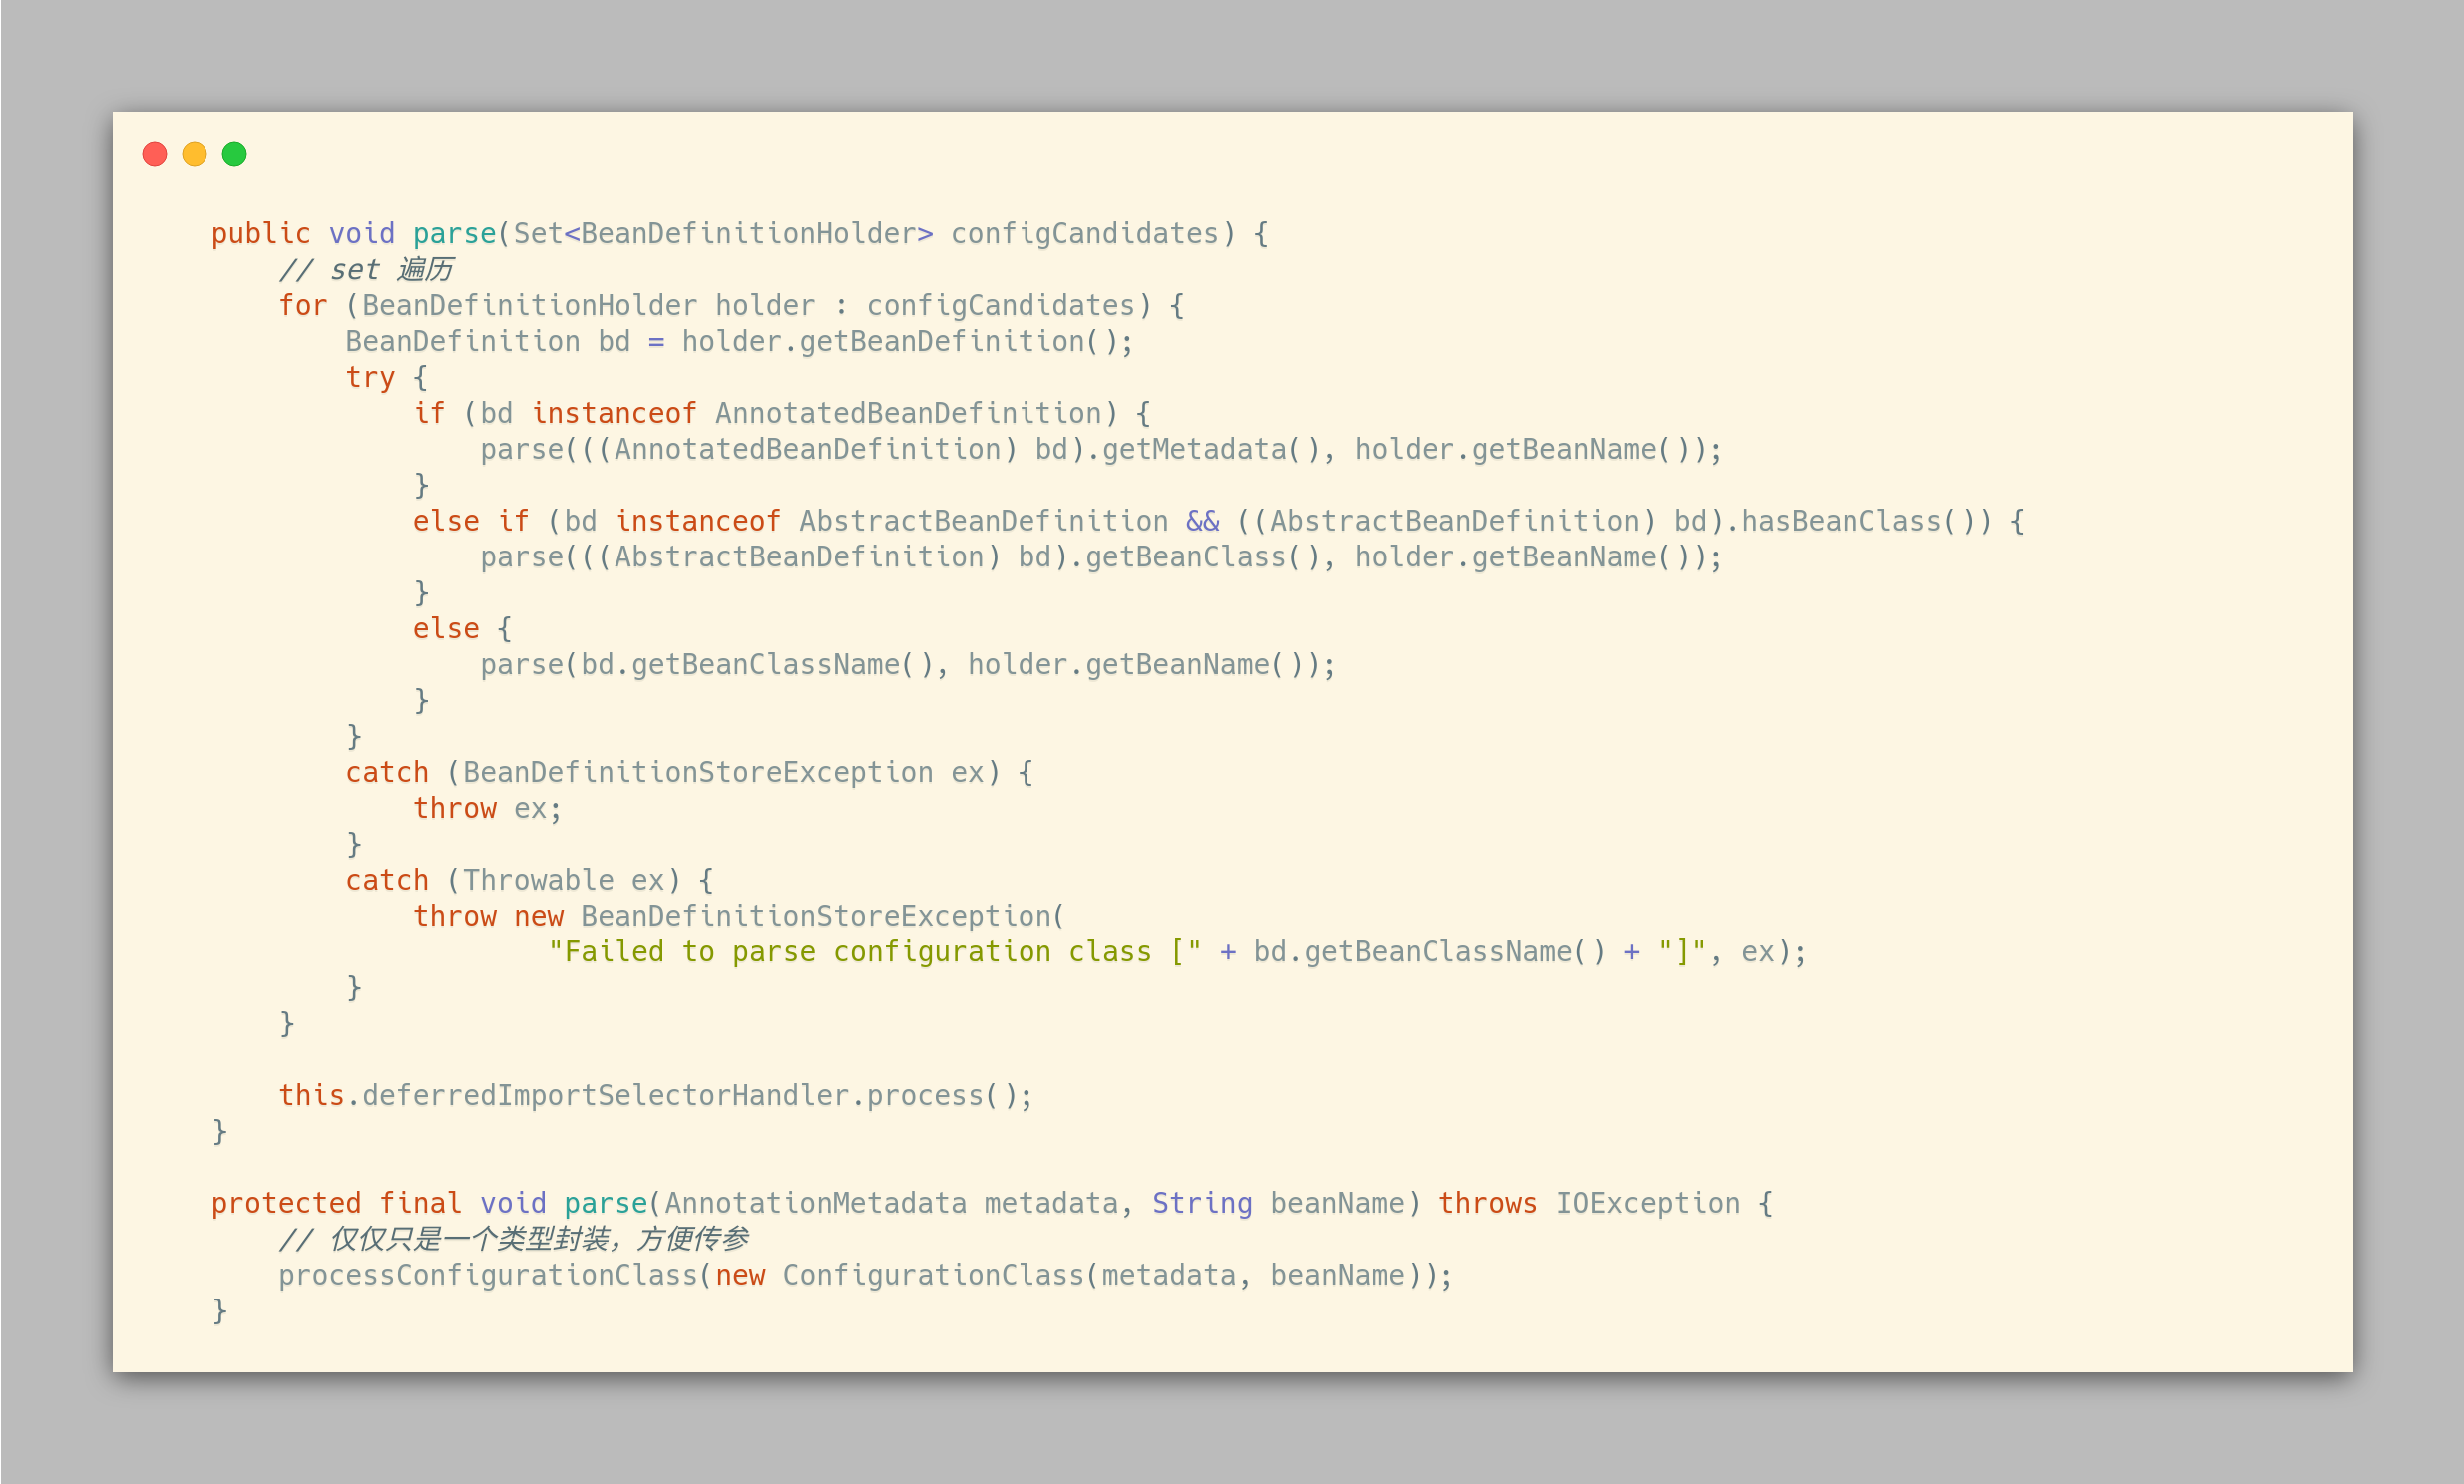 public void parse(Set<BeanDefinitionHolder> configCandidates) {
    // set 遍历
    for (BeanDefinitionHolder holder : configCandidates) {
        BeanDefinition bd = holder.getBeanDefinition();
        try {
            if (bd instanceof AnnotatedBeanDefinition) {
                parse(((AnnotatedBeanDefinition) bd).getMetadata(), holder.getBeanName());
            }
            else if (bd instanceof AbstractBeanDefinition && ((AbstractBeanDefinition) bd).hasBeanClass()) {
                parse(((AbstractBeanDefinition) bd).getBeanClass(), holder.getBeanName());
            }
            else {
                parse(bd.getBeanClassName(), holder.getBeanName());
            }
        }
        catch (BeanDefinitionStoreException ex) {
            throw ex;
        }
        catch (Throwable ex) {
            throw new BeanDefinitionStoreException(
                    "Failed to parse configuration class [" + bd.getBeanClassName() + "]", ex);
        }
    }

    this.deferredImportSelectorHandler.process();
}

protected final void parse(AnnotationMetadata metadata, String beanName) throws IOException {
    // 仅仅只是一个类型封装，方便传参
    processConfigurationClass(new ConfigurationClass(metadata, beanName));
}